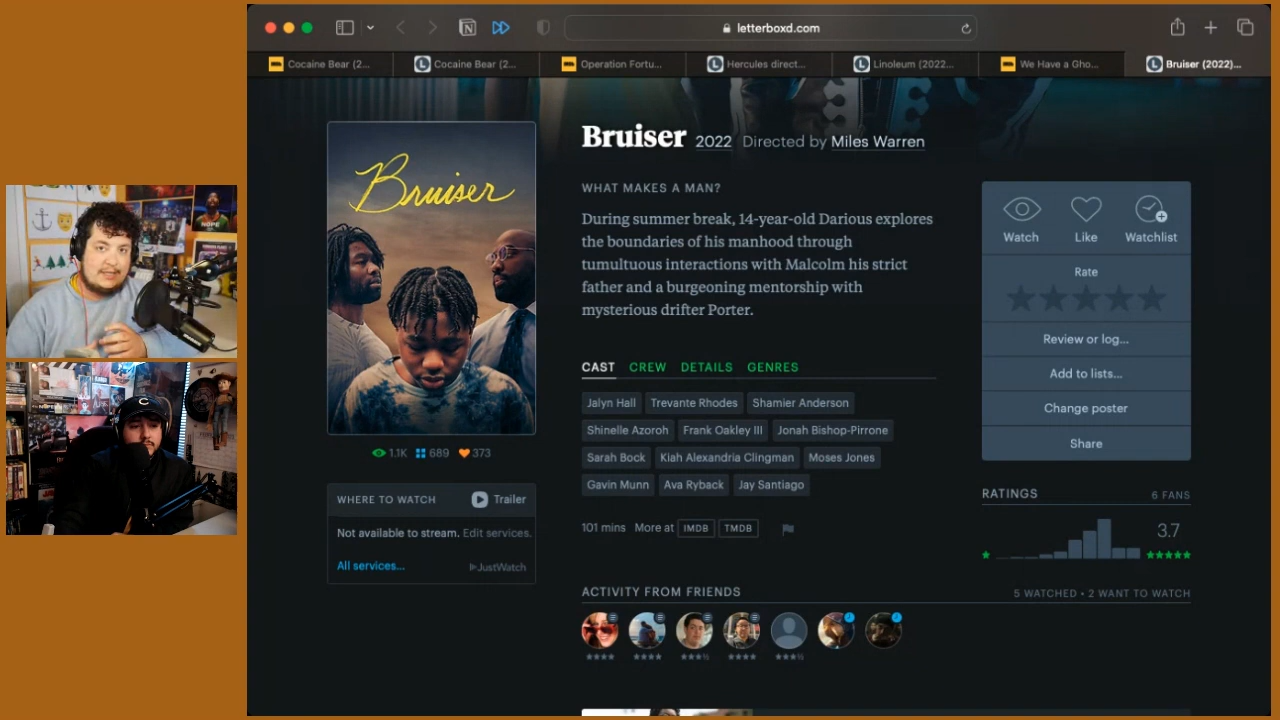 letterboxd.com
Cocaine Bear (2...
Cocaine Bear (2...
Operation Fortu...
Hercules direct...
Linoleum (2022...
We Have a Gho...
Bruiser (2022)...
Bruiser
Bruiser 2022 Directed by Miles Warren
WHAT MAKES A MAN?
During summer break, 14-year-old Darious explores
the boundaries of his manhood through
tumultuous interactions with Malcolm his strict
father and a burgeoning mentorship with
mysterious drifter Porter.
Watch Like Watchlist
Rate
Review or log...
Add to lists...
Change poster
Share
CAST CREW DETAILS GENRES
Jalyn Hall Trevante Rhodes Shamier Anderson
Shinelle Azoroh Frank Oakley III Jonah Bishop-Pirrone
Sarah Bock Kiah Alexandria Clingman Moses Jones
Gavin Munn Ava Ryback Jay Santiago
101 mins More at IMDB TMDB
1.1K 689 373
WHERE TO WATCH Trailer
Not available to stream. Edit services.
All services... JustWatch
RATINGS 6 FANS
3.7
ACTIVITY FROM FRIENDS 5 WATCHED • 2 WANT TO WATCH
NOPE